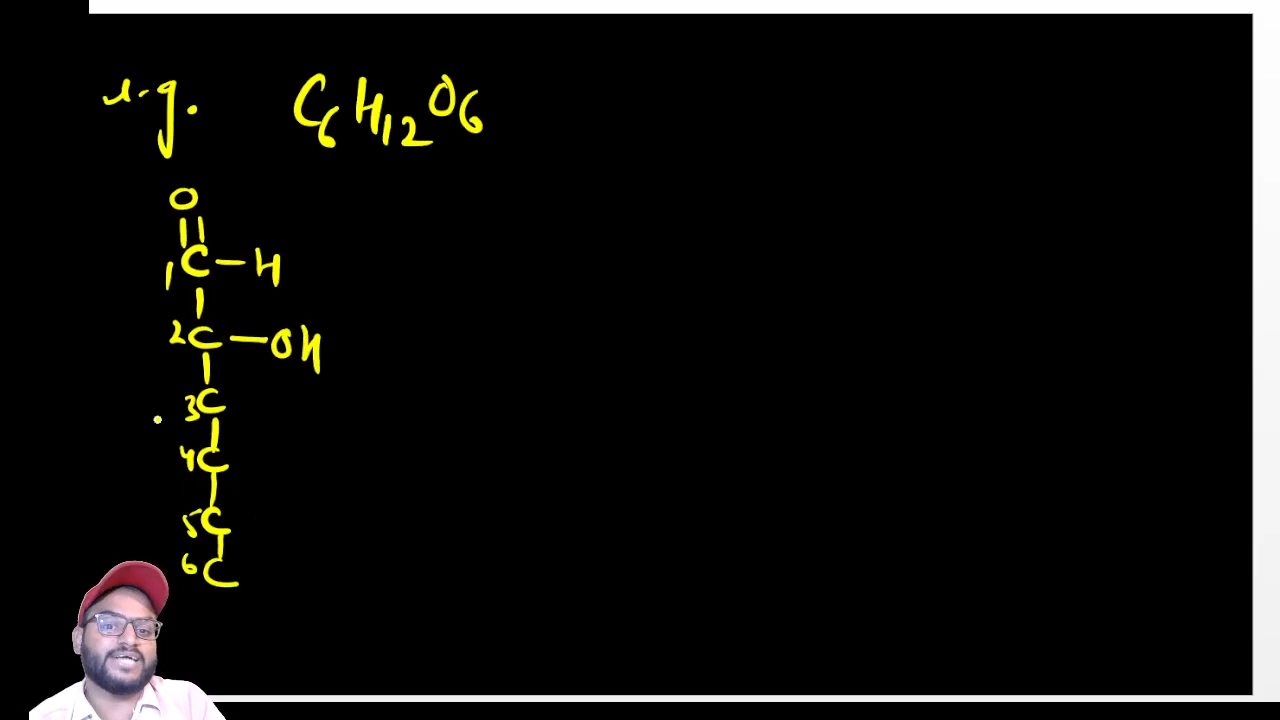 e.g. C6H12O6
O
||
1C-H
|
2C-OH
|
3C
|
4C
|
5C
|
6C